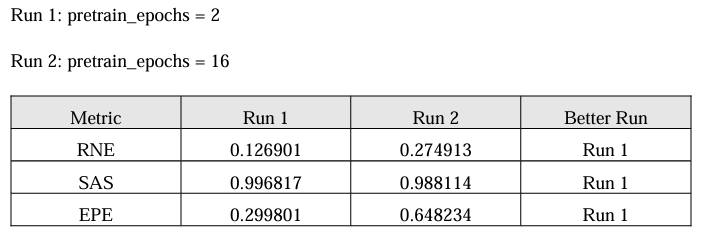 Run 1: pretrain_epochs = 2
Run 2: pretrain_epochs = 16
Metric Run 1 Run 2 Better Run
RNE 0.126901 0.274913 Run 1
SAS 0.996817 0.988114 Run 1
EPE 0.299801 0.648234 Run 1